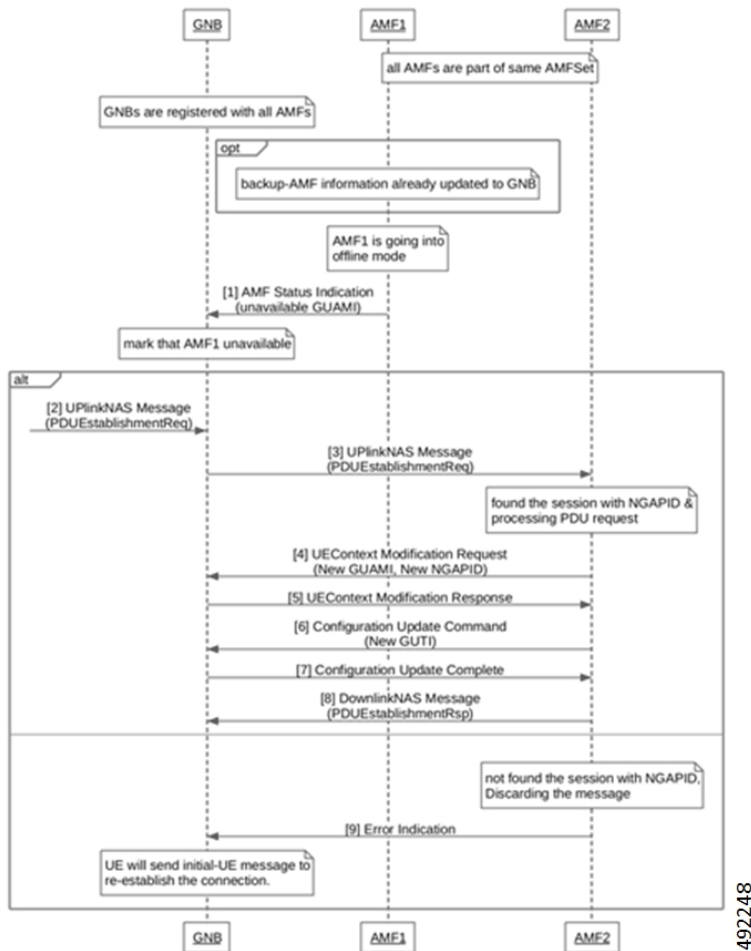 GNB
AMF1
AMF2
all AMFs are part of same AMFSet
GNBs are registered with all AMFs
opt
backup-AMF information already updated to GNB
AMF1 is going into
offline mode
[1] AMF Status Indication
(unavailable GUAMI)
mark that AMF1 unavailable
alt
[2] UPlinkNAS Message
(PDUEstablishmentReq)
[3] UPlinkNAS Message
(PDUEstablishmentReq)
found the session with NGAPID &
processing PDU request
[4] UEContext Modification Request
(New GUAMI, New NGAPID)
[5] UEContext Modification Response
[6] Configuration Update Command
(New GUTI)
[7] Configuration Update Complete
[8] DownlinkNAS Message
(PDUEstablishmentRsp)
not found the session with NGAPID,
Discarding the message
[9] Error Indication
UE will send initial-UE message to
re-establish the connection.
GNB
AMF1
AMF2
492248